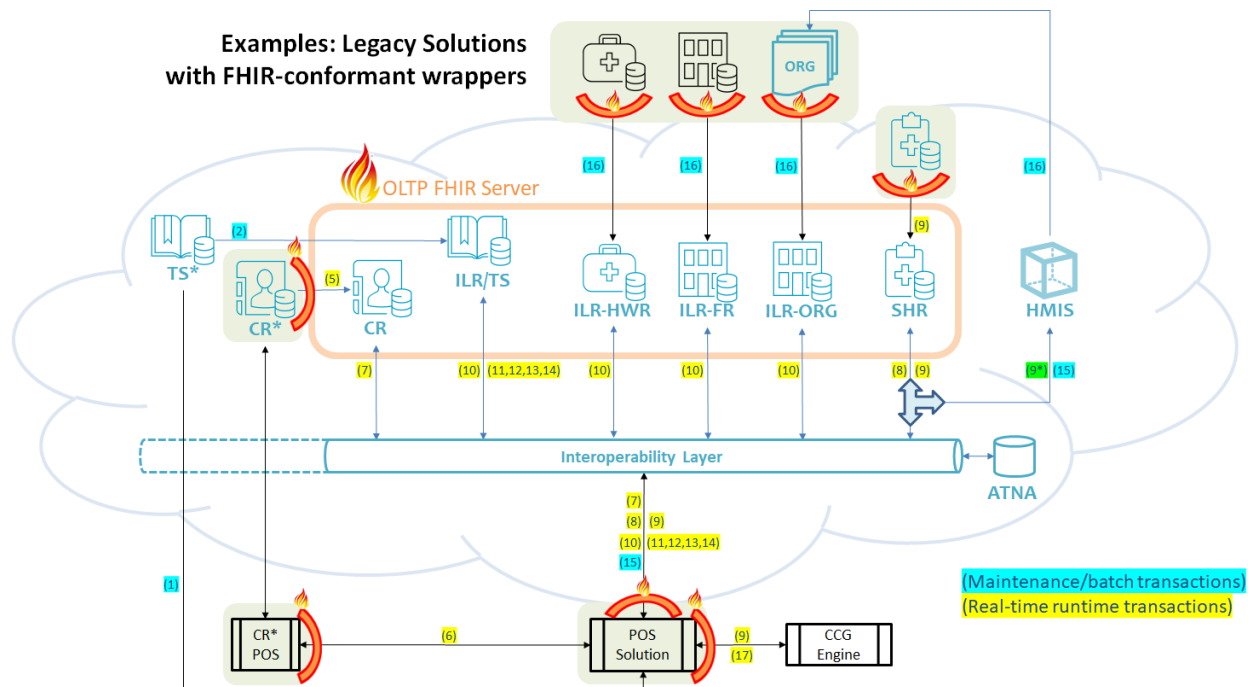 Examples: Legacy Solutions
with FHIR-conformant wrappers
ORG
(16)
(16)
(16)
(16)
OLTP FHIR Server
(9)
(2)
TS*
ILR/TS
(5)
CR*
CR
ILR-HWR
ILR-FR
ILR-ORG
SHR
HMIS
(7)
(10) (11,12,13,14)
(10)
(10)
(10)
(8) (9)
(9*) (15)
Interoperability Layer
ATNA
(7)
(8) (9)
(10) (11,12,13,14)
(15)
(1)
(Maintenance/batch transactions)
(Real-time runtime transactions)
CR*
POS
(6)
POS
Solution
(9)
(17)
CCG
Engine